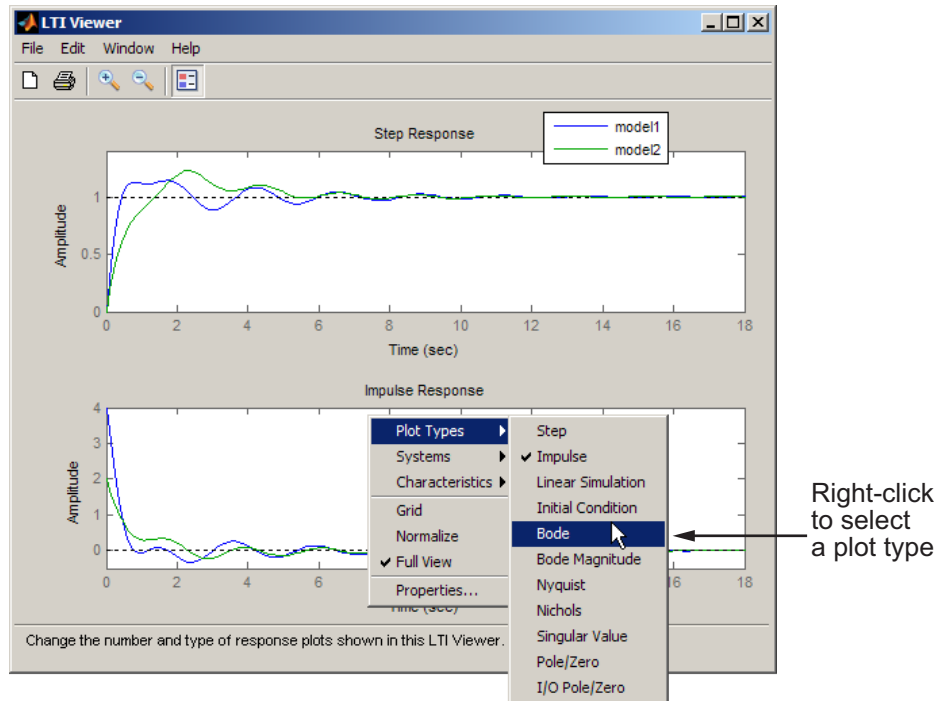 LTI Viewer
File Edit Window Help
Step Response
model1
model2
Amplitude
1
0.5
0
0 2 4 6 8 10 12 14 16 18
Time (sec)
Impulse Response
Amplitude
4
3
2
1
0
0 2 4 6 18
Plot Types
Systems
Characteristics
Grid
Normalize
Full View
Properties...
Step
Impulse
Linear Simulation
Initial Condition
Bode
Bode Magnitude
Nyquist
Nichols
Singular Value
Pole/Zero
I/O Pole/Zero
Right-click
to select
a plot type
Change the number and type of response plots shown in this LTI Viewer.